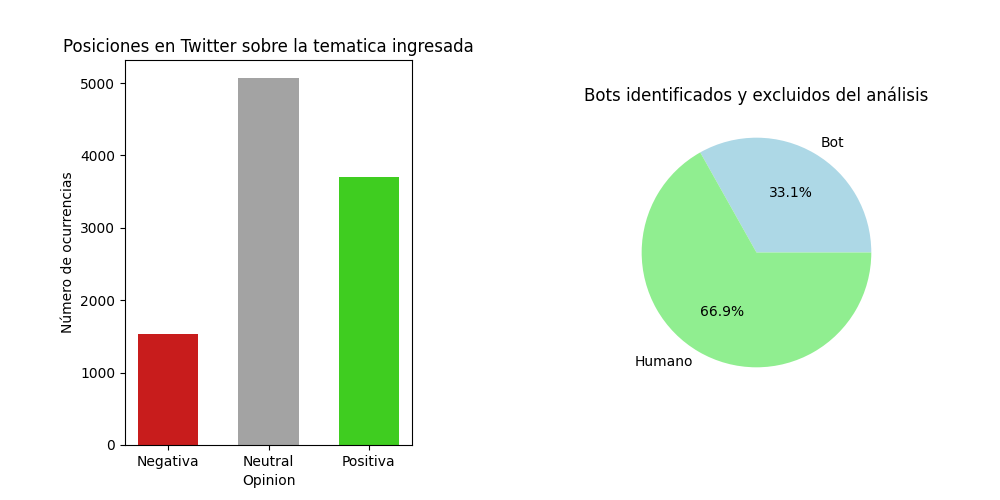 Posiciones en Twitter sobre la tematica ingresada
Número de ocurrencias
5000
4000
3000
2000
1000
0
Negativa
Neutral
Positiva
Opinion
Bots identificados y excluidos del análisis
Bot
33.1%
66.9%
Humano